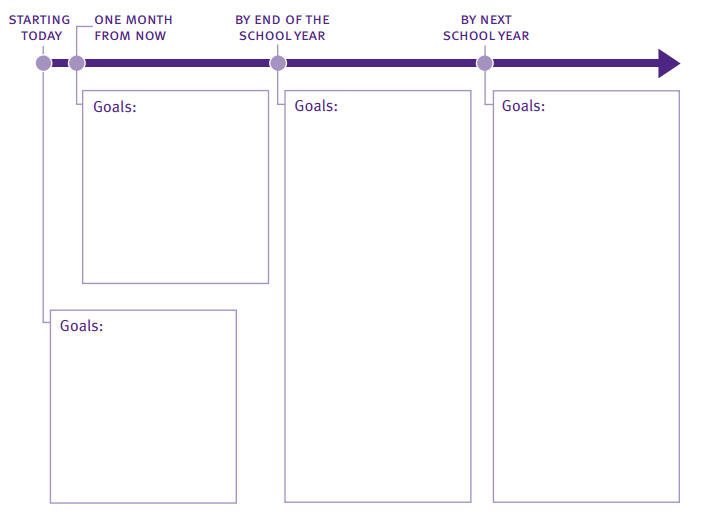 STARTING
TODAY
ONE MONTH
FROM NOW
BY END OF THE
SCHOOL YEAR
BY NEXT
SCHOOL YEAR
Goals:
Goals:
Goals:
Goals: